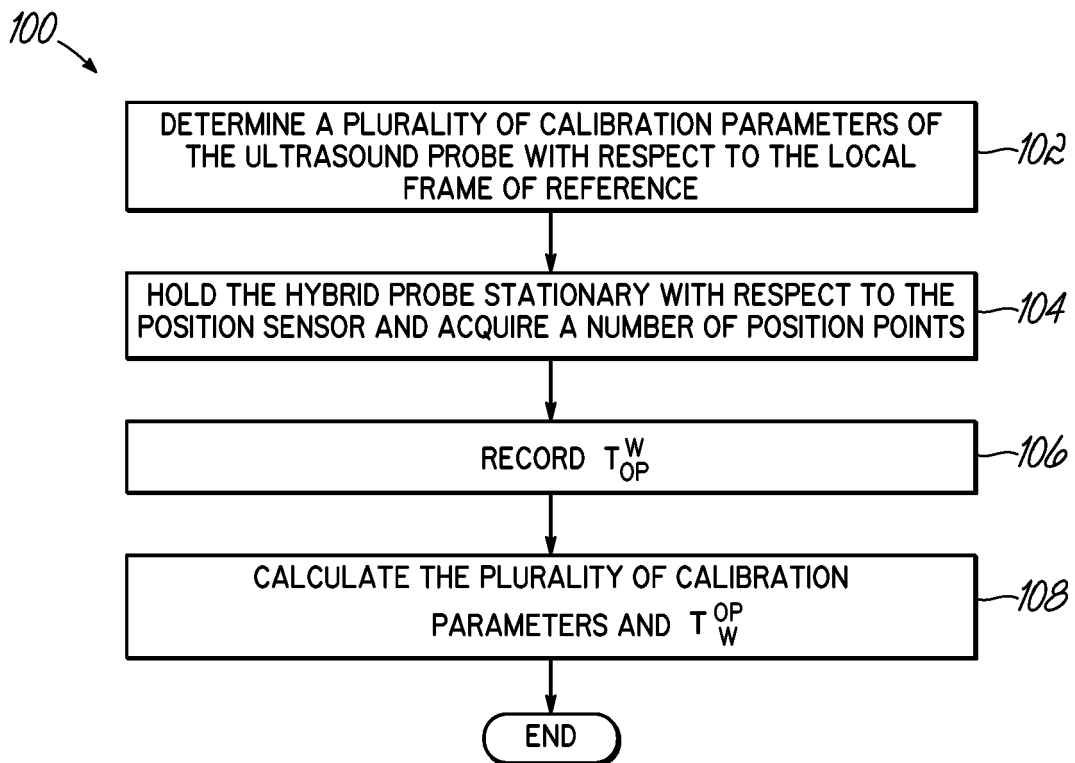 100
DETERMINE A PLURALITY OF CALIBRATION PARAMETERS OF
THE ULTRASOUND PROBE WITH RESPECT TO THE LOCAL
FRAME OF REFERENCE
102
HOLD THE HYBRID PROBE STATIONARY WITH RESPECT TO THE
POSITION SENSOR AND ACQUIRE A NUMBER OF POSITION POINTS
104
RECORD T^W_OP
106
CALCULATE THE PLURALITY OF CALIBRATION
PARAMETERS AND T^OP_W
108
END